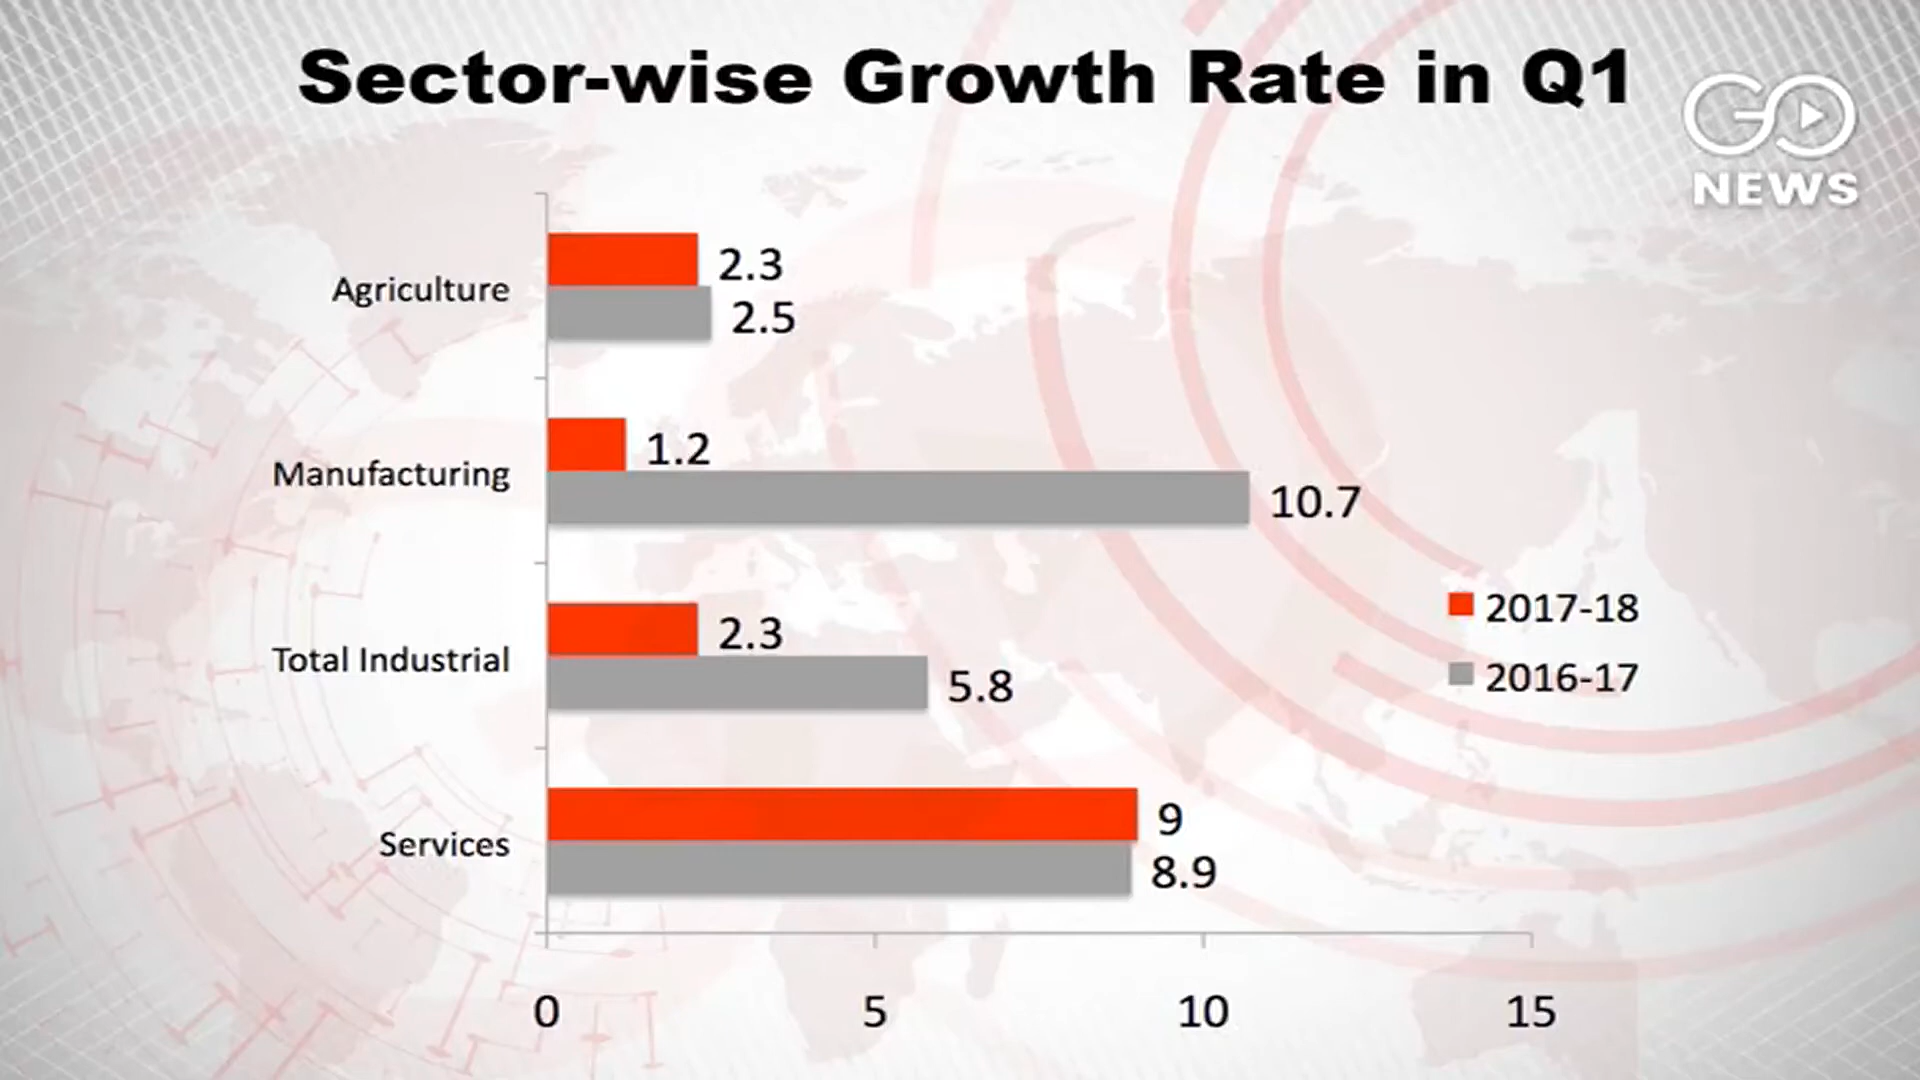 Sector-wise Growth Rate in Q1
GO
NEWS
Agriculture
2.3
2.5
Manufacturing
1.2
10.7
Total Industrial
2.3
5.8
Services
9
8.9
2017-18
2016-17
0 5 10 15